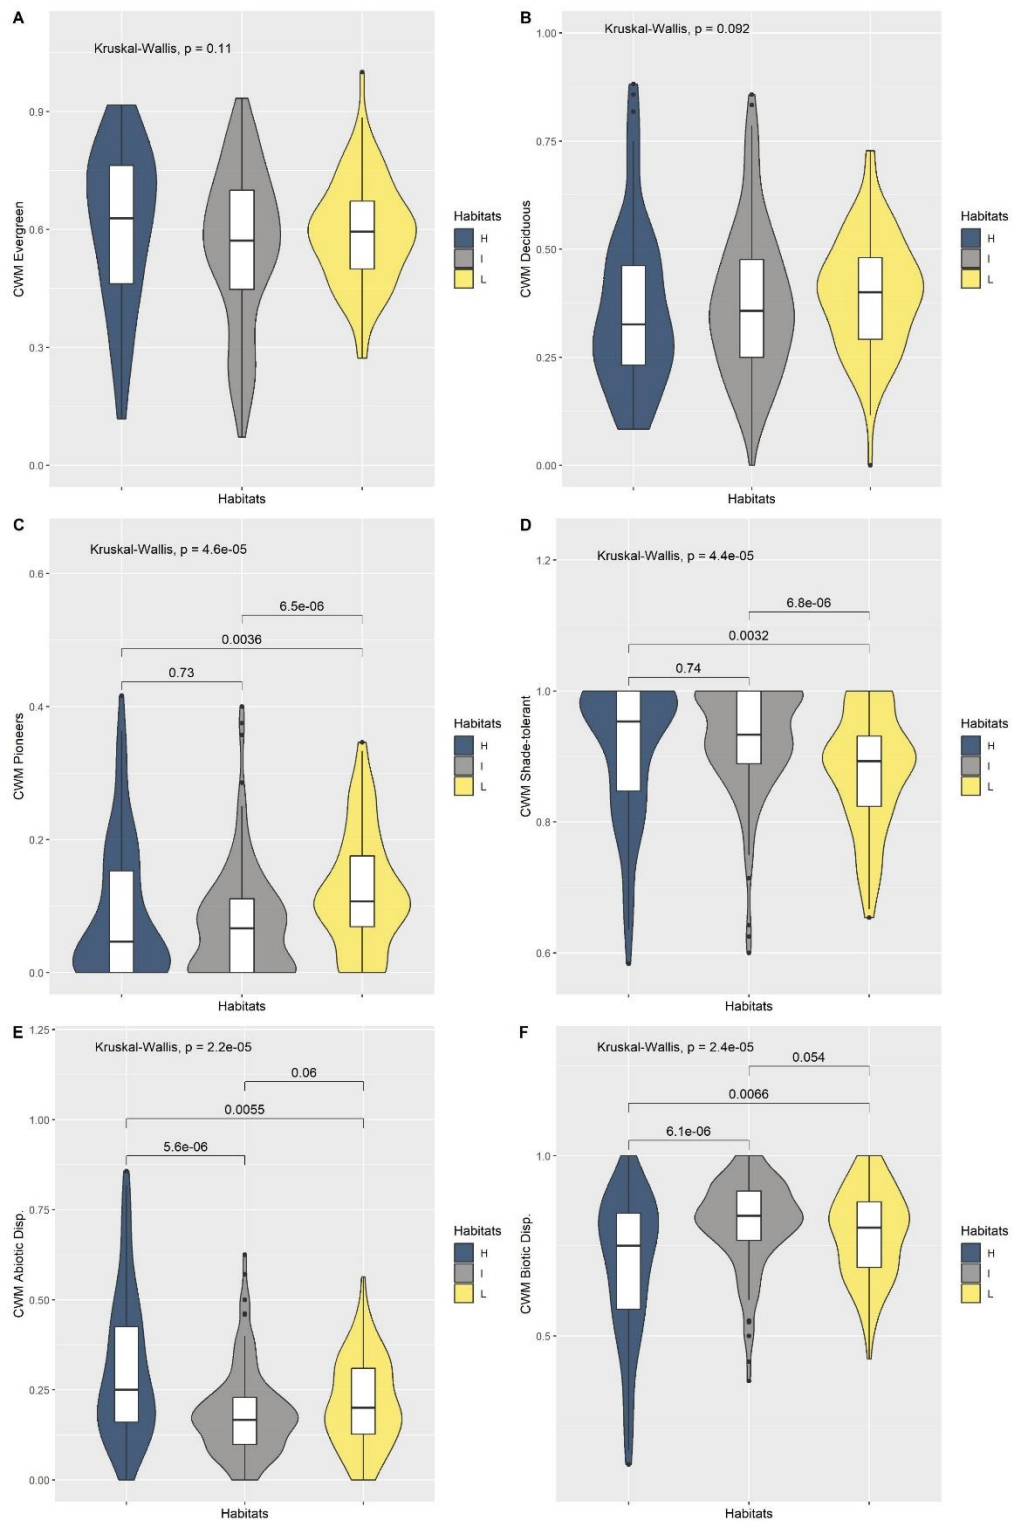 A
Kruskal-Wallis, p = 0.11
CWM Evergreen
0.9
0.6
0.3
0.0
Habitats
Habitats
H
I
L
B
Kruskal-Wallis, p = 0.092
CWM Deciduous
1.00
0.75
0.50
0.25
0.00
Habitats
Habitats
H
I
L
C
Kruskal-Wallis, p = 4.6e-05
6.5e-06
0.0036
0.73
CWM Pioneers
0.6
0.4
0.2
0.0
Habitats
Habitats
H
I
L
D
Kruskal-Wallis, p = 4.4e-05
6.8e-06
0.0032
0.74
CWM Shade-tolerant
1.2
1.0
0.8
0.6
Habitats
Habitats
H
I
L
E
Kruskal-Wallis, p = 2.2e-05
0.06
0.0055
5.6e-06
CWM Abiotic Disp.
1.25
1.00
0.75
0.50
0.25
0.00
Habitats
Habitats
H
I
L
F
Kruskal-Wallis, p = 2.4e-05
0.054
0.0066
6.1e-06
CWM Biotic Disp.
1.0
0.5
Habitats
Habitats
H
I
L